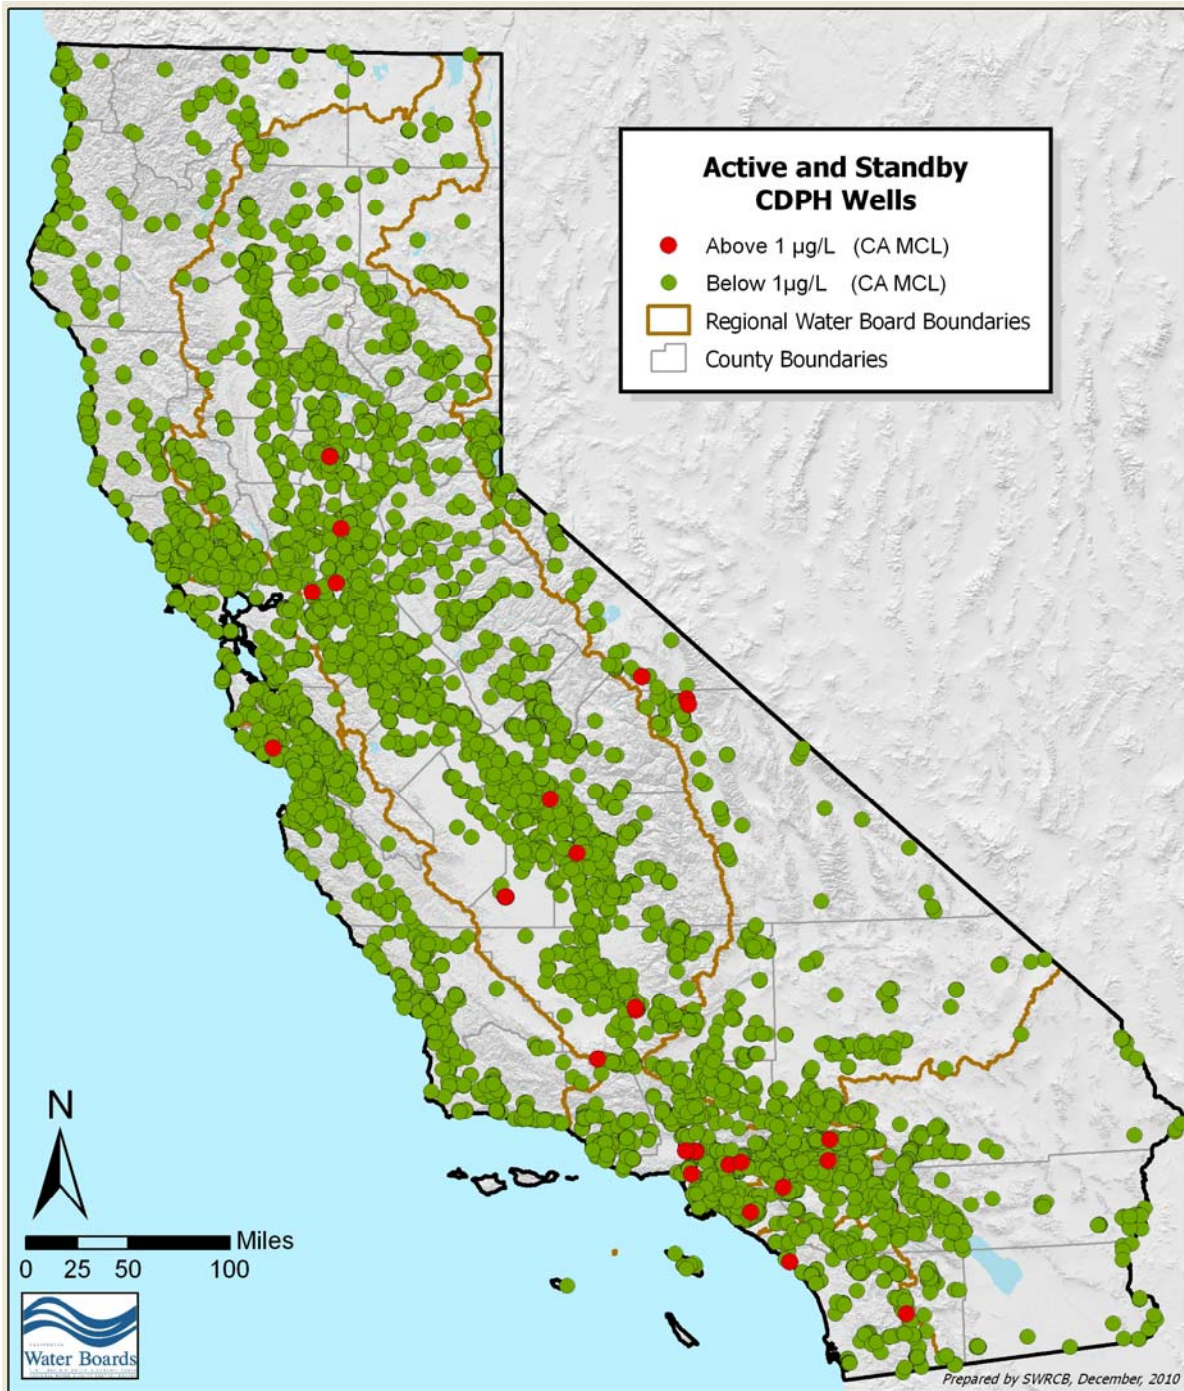 Active and Standby
CDPH Wells
Above 1 µg/L (CA MCL)
Below 1µg/L (CA MCL)
Regional Water Board Boundaries
County Boundaries
N
Miles
0 25 50 100
CALIFORNIA
Water Boards
Prepared by SWRCB, December, 2010